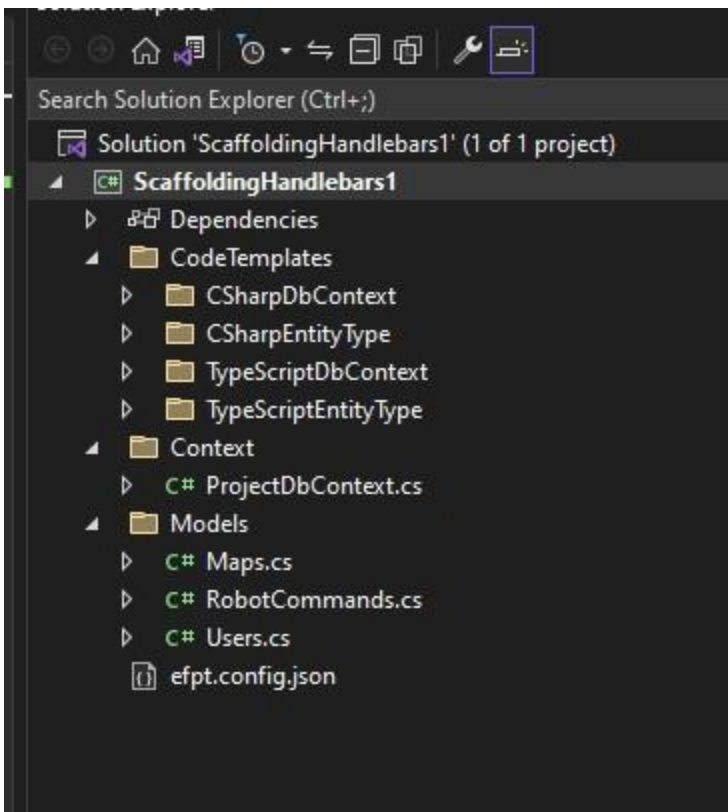 Search Solution Explorer (Ctrl+;)
Solution 'ScaffoldingHandlebars1' (1 of 1 project)
C# ScaffoldingHandlebars1
Dependencies
CodeTemplates
CSharpDbContext
CSharpEntityType
TypeScriptDbContext
TypeScriptEntityType
Context
C# ProjectDbContext.cs
Models
C# Maps.cs
C# RobotCommands.cs
C# Users.cs
efpt.config.json